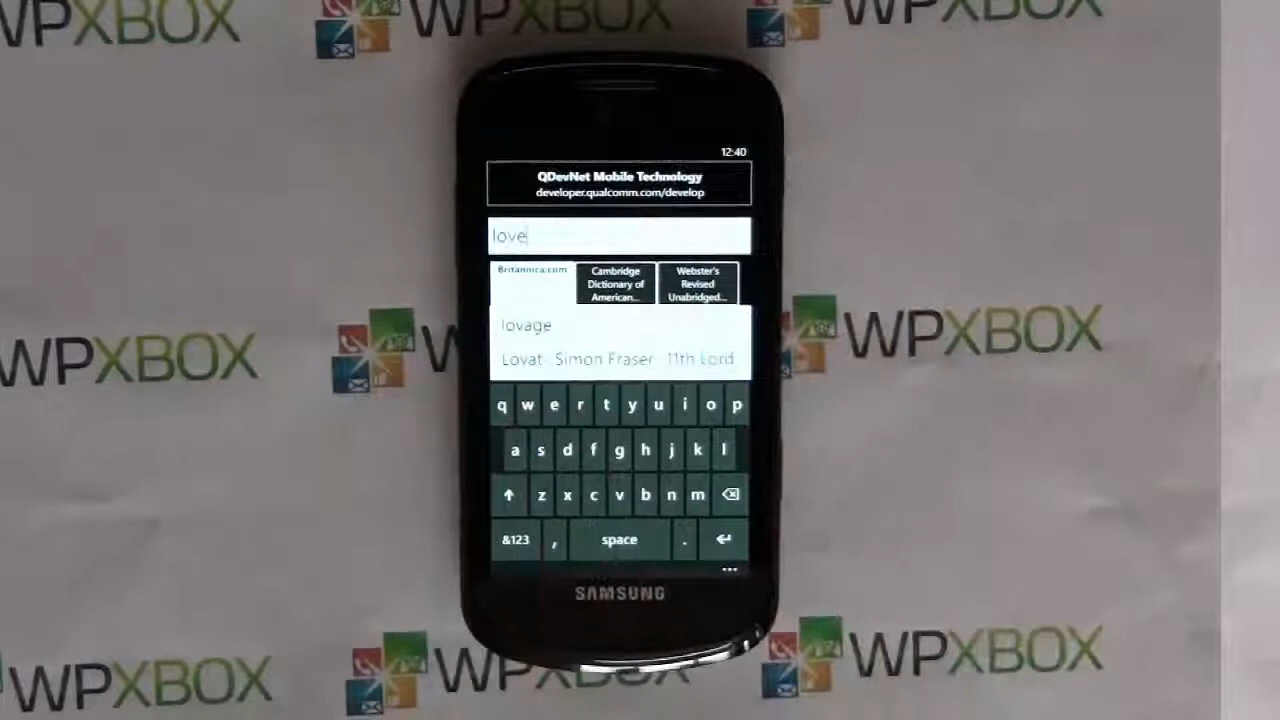 WPXBOX
WPXBOX
WPXBOX
12:40
QDevNet Mobile Technology
developer.qualcomm.com/develop
love
Britannica.com
Cambridge
Dictionary of
American...
Webster's
Revised
Unabridged...
lovage
Lovat Simon Fraser 11th Lord
WPXBOX
W
WPXBOX
q w e r t y u i o p
a s d f g h j k l
z x c v b n m
&123 , space .
...
SAMSUNG
WPXBOX
WPXBOX
WPXBOX